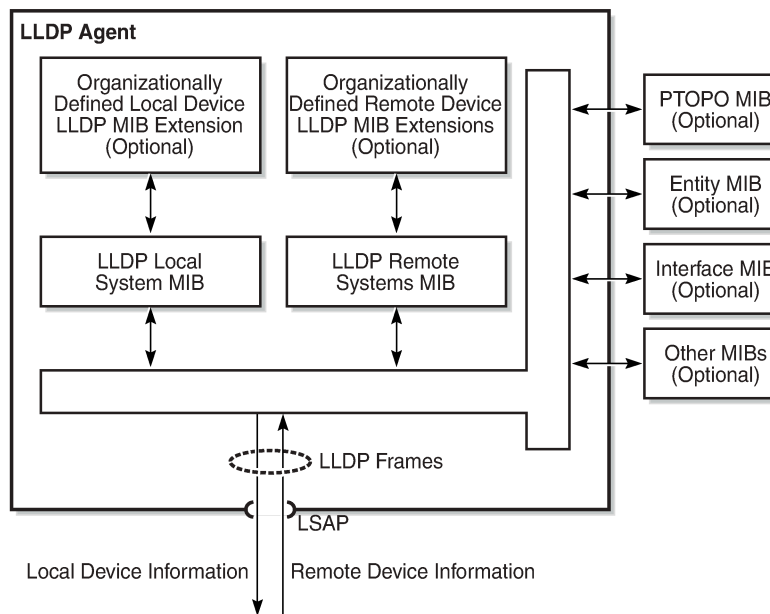 LLDP Agent
Organizationally
Defined Local Device
LLDP MIB Extension
(Optional)
Organizationally
Defined Remote Device
LLDP MIB Extensions
(Optional)
LLDP Local
System MIB
LLDP Remote
Systems MIB
PTOPO MIB
(Optional)
Entity MIB
(Optional)
Interface MIB
(Optional)
Other MIBs
(Optional)
LLDP Frames
LSAP
Local Device Information
Remote Device Information